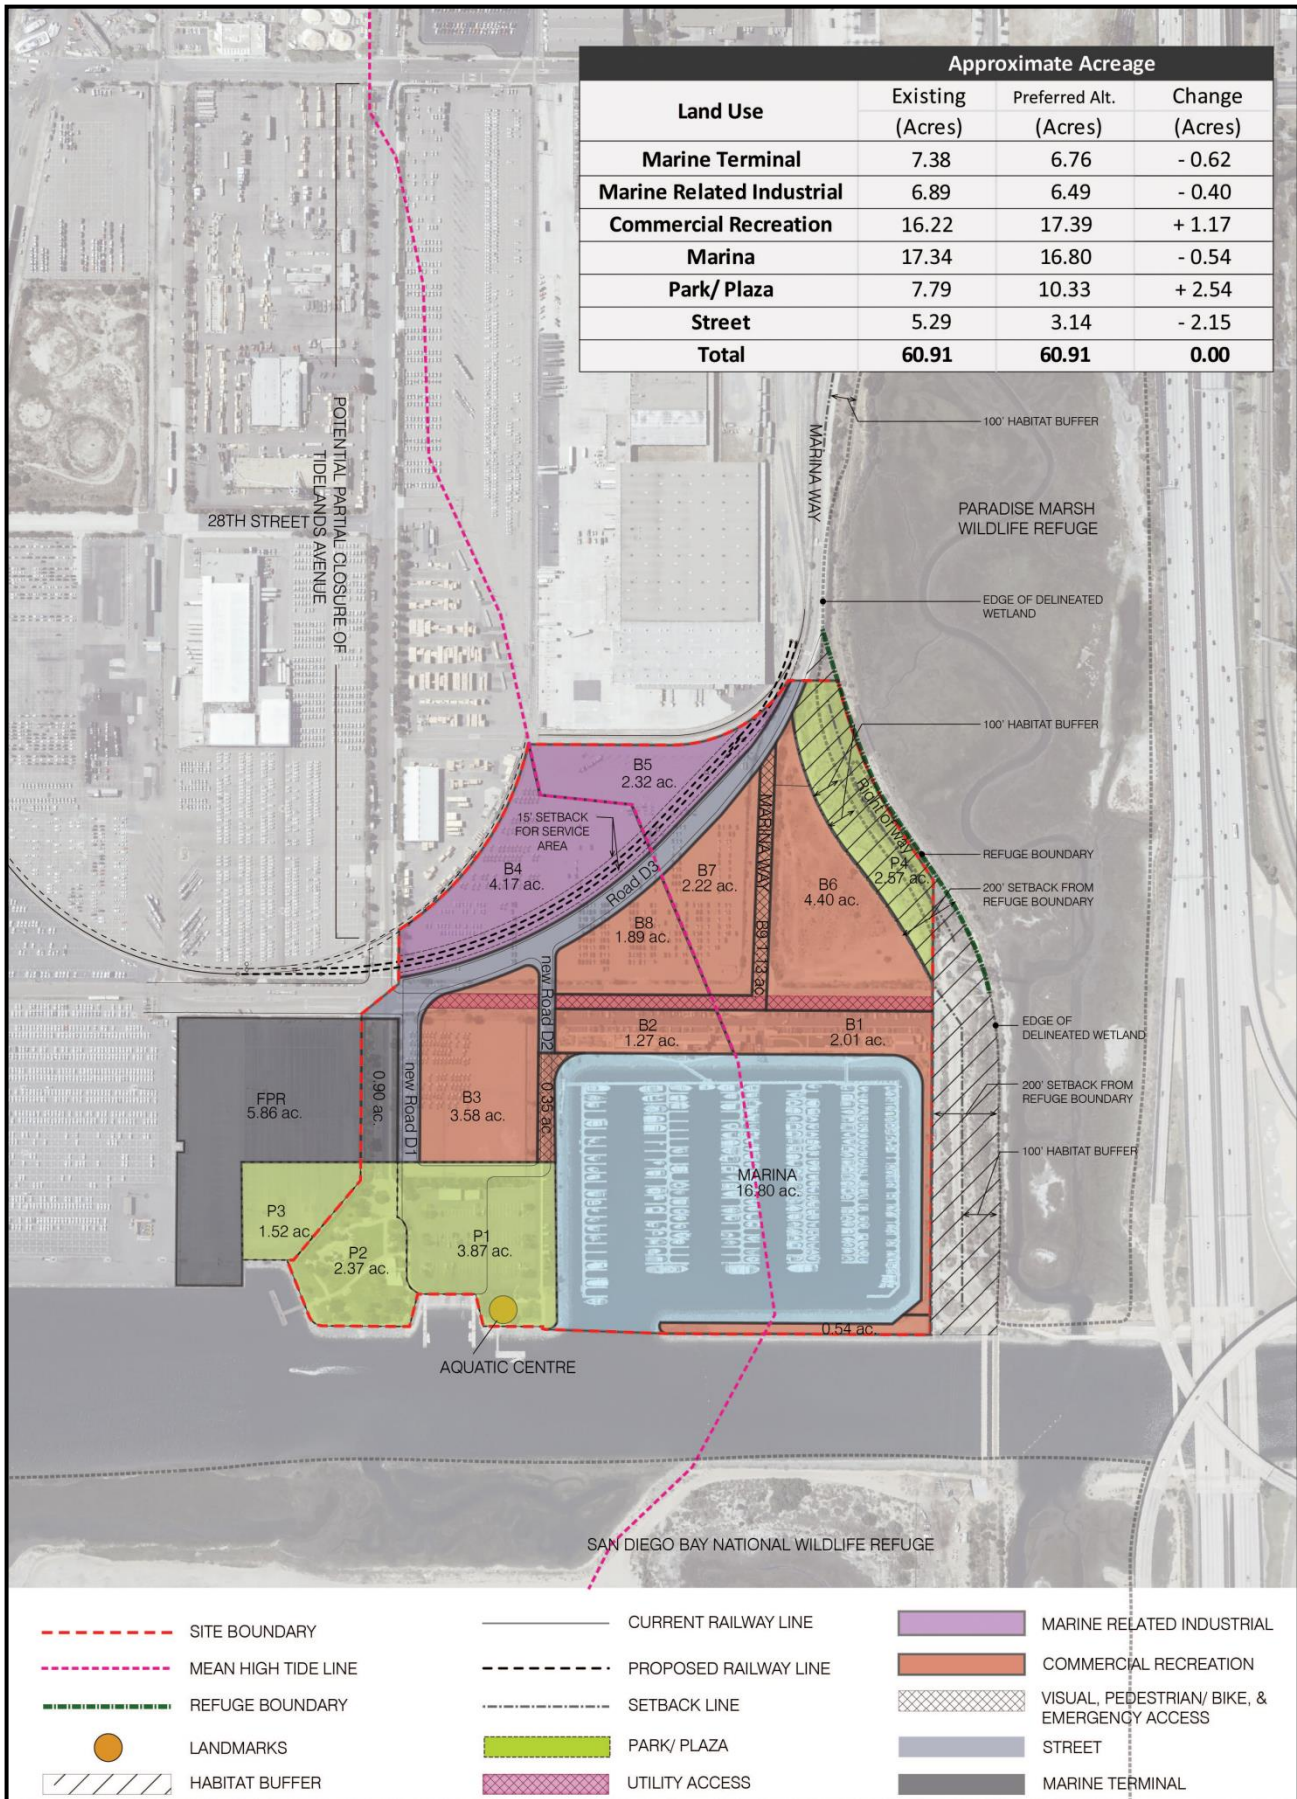 Approximate Acreage
Land Use Existing Preferred Alt. Change
(Acres) (Acres) (Acres)
Marine Terminal 7.38 6.76 - 0.62
Marine Related Industrial 6.89 6.49 - 0.40
Commercial Recreation 16.22 17.39 + 1.17
Marina 17.34 16.80 - 0.54
Park/ Plaza 7.79 10.33 + 2.54
Street 5.29 3.14 - 2.15
Total 60.91 60.91 0.00
POTENTIAL PARTIAL CLOSURE OF
TIDELANDS AVENUE
28TH STREET
MARINA WAY
100' HABITAT BUFFER
PARADISE MARSH
WILDLIFE REFUGE
EDGE OF DELINEATED
WETLAND
100' HABITAT BUFFER
B5
2.32 ac.
15' SETBACK
FOR SERVICE
AREA
B4
4.17 ac.
Road D3
B7
2.22 ac.
MARINA WAY
B9 1.13 ac
B6
4.40 ac.
Right of way
P4
2.57 ac.
REFUGE BOUNDARY
200' SETBACK FROM
REFUGE BOUNDARY
B8
1.89 ac.
new Road D2
B2
1.27 ac.
B1
2.01 ac.
EDGE OF
DELINEATED WETLAND
FPR
5.86 ac.
0.90 ac.
new Road D1
B3
3.58 ac.
0.35 ac.
200' SETBACK FROM
REFUGE BOUNDARY
100' HABITAT BUFFER
MARINA
16.80 ac.
P3
1.52 ac.
P2
2.37 ac.
P1
3.87 ac.
0.54 ac.
AQUATIC CENTRE
SAN DIEGO BAY NATIONAL WILDLIFE REFUGE
SITE BOUNDARY
MEAN HIGH TIDE LINE
REFUGE BOUNDARY
LANDMARKS
HABITAT BUFFER
CURRENT RAILWAY LINE
PROPOSED RAILWAY LINE
SETBACK LINE
PARK/ PLAZA
UTILITY ACCESS
MARINE RELATED INDUSTRIAL
COMMERCIAL RECREATION
VISUAL, PEDESTRIAN/ BIKE, &
EMERGENCY ACCESS
STREET
MARINE TERMINAL